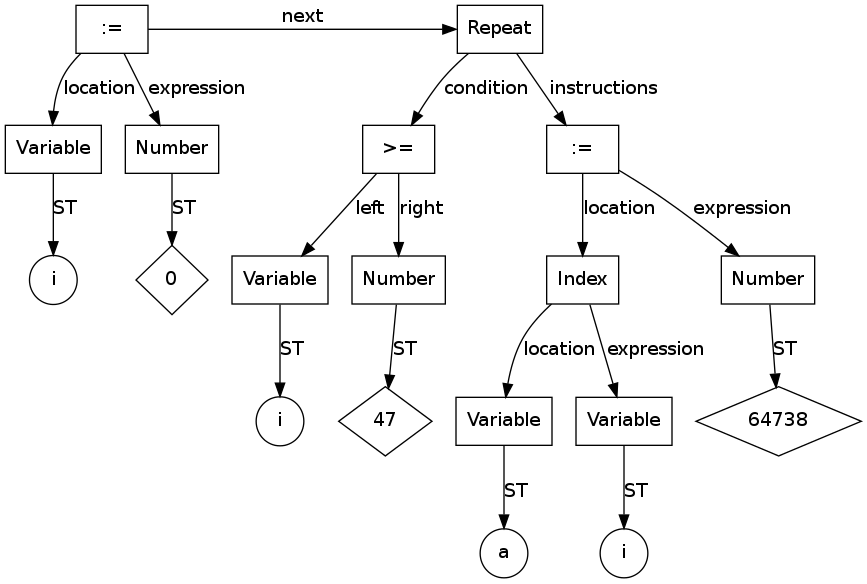 next
:=
Repeat
location
expression
condition
instructions
Variable
Number
>=
:=
ST
ST
left
right
location
expression
i
0
Variable
Number
Index
Number
ST
ST
location
expression
ST
i
47
Variable
Variable
64738
ST
ST
a
i